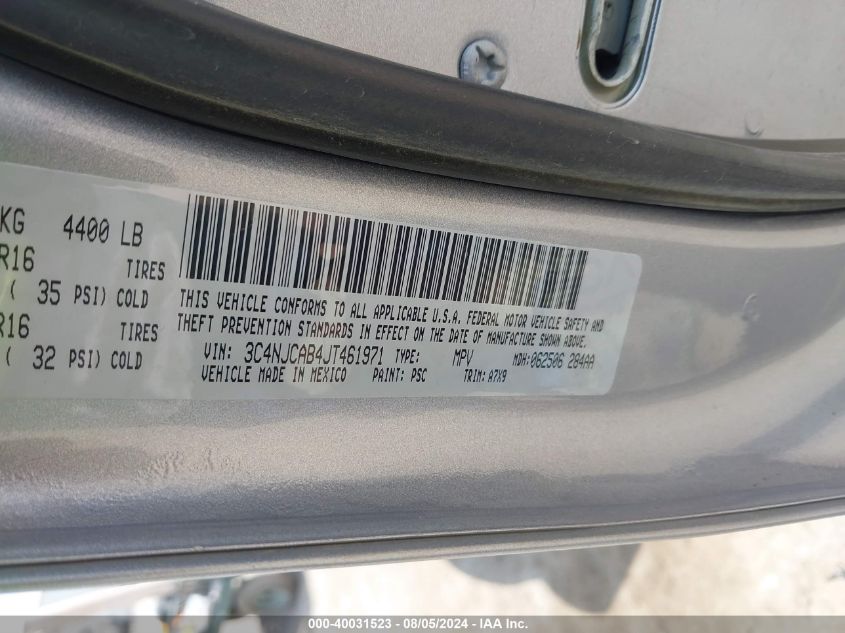 KG 4400 LB
R16 TIRES
( 35 PSI) COLD
R16 TIRES
( 32 PSI) COLD
THIS VEHICLE CONFORMS TO ALL APPLICABLE U.S.A. FEDERAL MOTOR VEHICLE SAFETY AND
THEFT PREVENTION STANDARDS IN EFFECT ON THE DATE OF MANUFACTURE SHOWN ABOVE.
VIN: 3C4NJCAB4JT461971 TYPE: MPV MDH:062506 284AA
VEHICLE MADE IN MEXICO PAINT: PSC TRIM: A7X9
000-40031523 - 08/05/2024 - IAA Inc.